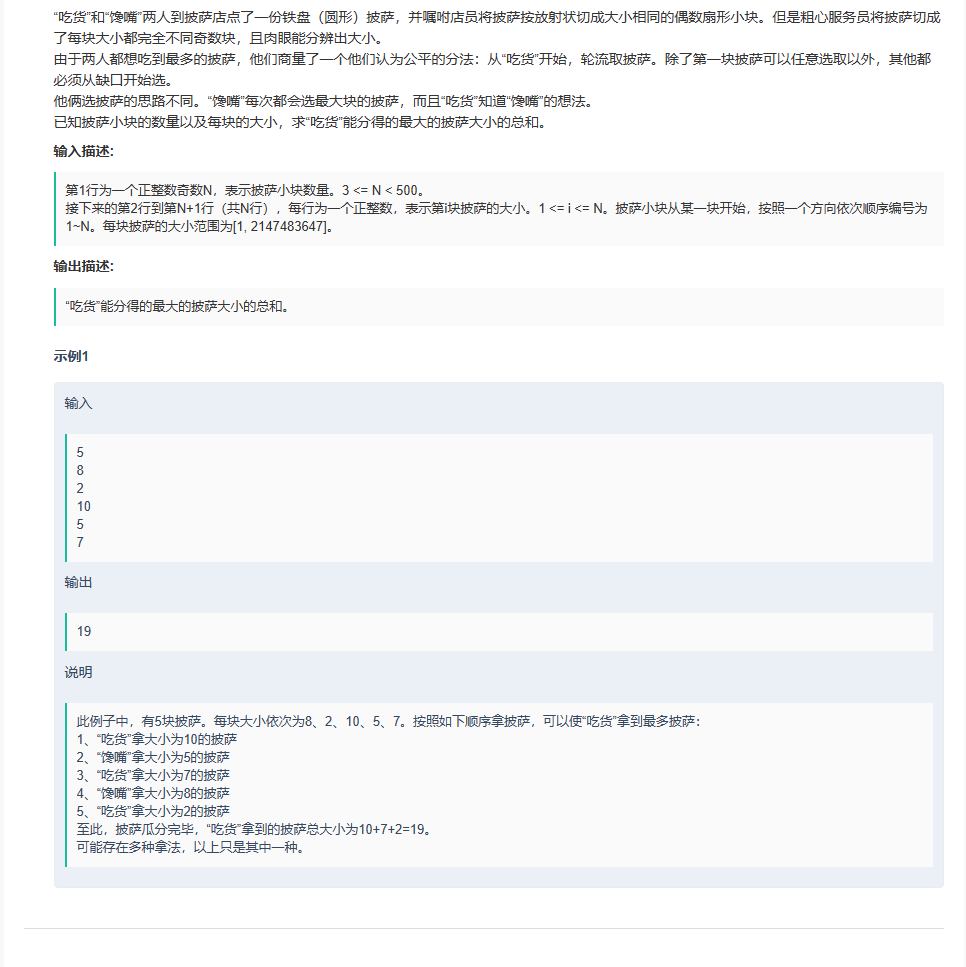 “吃货”和“馋嘴”两人到披萨店点了一份铁盘（圆形）披萨，并嘱咐店员将披萨按放射状切成大小相同的偶数扇形小块。但是粗心服务员将披萨切成
了每块大小都完全不同奇数块，且肉眼能分辨出大小。
由于两人都想吃到最多的披萨，他们商量了一个他们认为公平的分法：从“吃货”开始，轮流取披萨。除了第一块披萨可以任意选取以外，其他都
必须从缺口开始选。
他俩选披萨的思路不同。“馋嘴”每次都会选最大块的披萨，而且“吃货”知道“馋嘴”的想法。
已知披萨小块的数量以及每块的大小，求“吃货”能分得的最大的披萨大小的总和。
输入描述:
第1行为一个正整数奇数N，表示披萨小块数量。3 <= N < 500。
接下来的第2行到第N+1行（共N行），每行为一个正整数，表示第i块披萨的大小。1 <= i <= N。披萨小块从某一块开始，按照一个方向依次顺序编号为
1~N。每块披萨的大小范围为[1, 2147483647]。
输出描述:
“吃货”能分得的最大的披萨大小的总和。
示例1
输入
5
8
2
10
5
7
输出
19
说明
此例子中，有5块披萨。每块大小依次为8、2、10、5、7。按照如下顺序拿披萨，可以使“吃货”拿到最多披萨：
1、“吃货”拿大小为10的披萨
2、“馋嘴”拿大小为5的披萨
3、“吃货”拿大小为7的披萨
4、“馋嘴”拿大小为8的披萨
5、“吃货”拿大小为2的披萨
至此，披萨瓜分完毕，“吃货”拿到的披萨总大小为10+7+2=19。
可能存在多种拿法，以上只是其中一种。